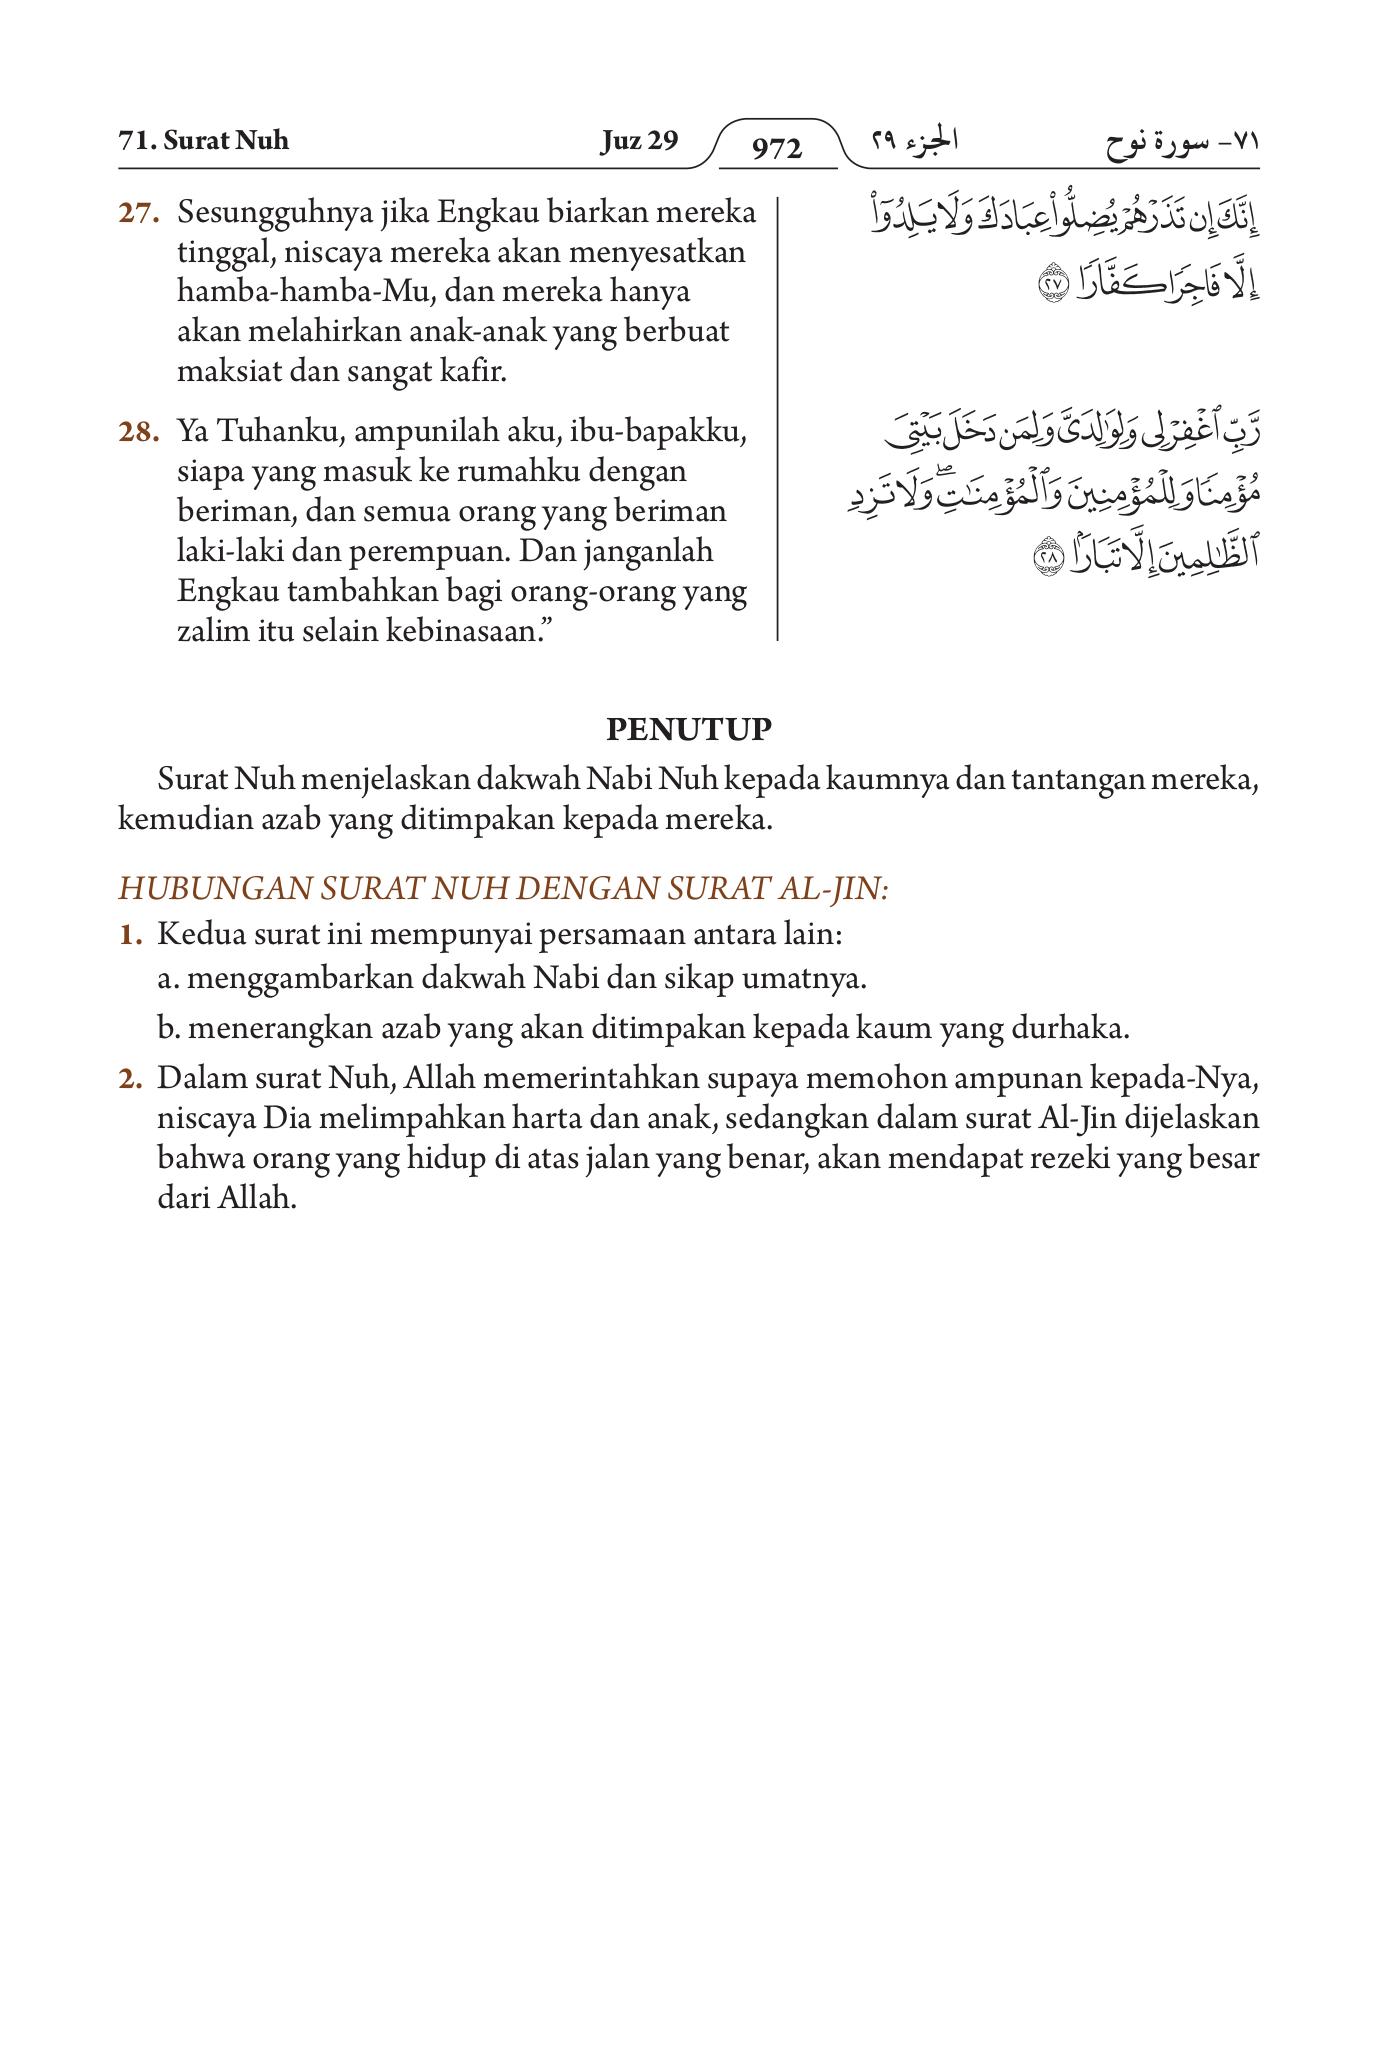 71. Surat Nuh Juz 29 972 الجزء ٢٩ ٧١- سورة نوح
27. Sesungguhnya jika Engkau biarkan mereka
tinggal, niscaya mereka akan menyesatkan
hamba-hamba-Mu, dan mereka hanya
akan melahirkan anak-anak yang berbuat
maksiat dan sangat kafir.
إِنَّكَ إِن تَذَرْهُمْ يُضِلُّوا۟ عِبَادَكَ وَلَا يَلِدُوٓا۟
إِلَّا فَاجِرًا كَفَّارًا ٢٧
28. Ya Tuhanku, ampunilah aku, ibu-bapakku,
siapa yang masuk ke rumahku dengan
beriman, dan semua orang yang beriman
laki-laki dan perempuan. Dan janganlah
Engkau tambahkan bagi orang-orang yang
zalim itu selain kebinasaan.”
رَّبِّ ٱغْفِرْ لِى وَلِوَٰلِدَىَّ وَلِمَن دَخَلَ بَيْتِىَ
مُؤْمِنًا وَلِلْمُؤْمِنِينَ وَٱلْمُؤْمِنَٰتِۖ وَلَا تَزِدِ
ٱلظَّٰلِمِينَ إِلَّا تَبَارًۢا ٢٨
PENUTUP
Surat Nuh menjelaskan dakwah Nabi Nuh kepada kaumnya dan tantangan mereka,
kemudian azab yang ditimpakan kepada mereka.
HUBUNGAN SURAT NUH DENGAN SURAT AL-JIN:
1. Kedua surat ini mempunyai persamaan antara lain:
a. menggambarkan dakwah Nabi dan sikap umatnya.
b. menerangkan azab yang akan ditimpakan kepada kaum yang durhaka.
2. Dalam surat Nuh, Allah memerintahkan supaya memohon ampunan kepada-Nya,
niscaya Dia melimpahkan harta dan anak, sedangkan dalam surat Al-Jin dijelaskan
bahwa orang yang hidup di atas jalan yang benar, akan mendapat rezeki yang besar
dari Allah.